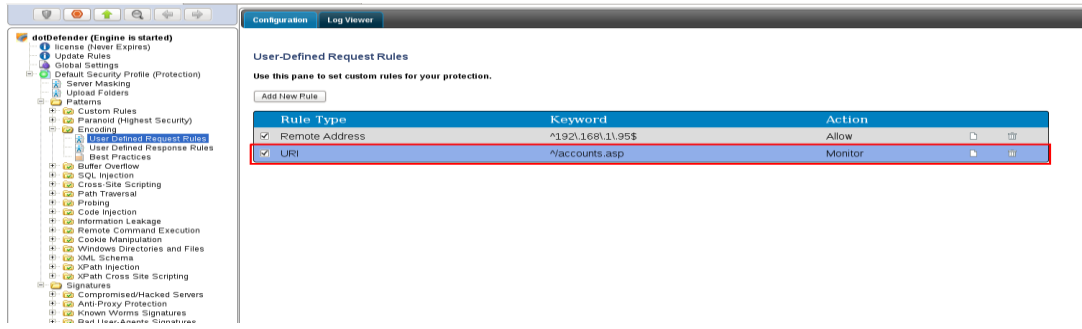 Configuration Log Viewer
dotDefender (Engine is started)
license (Never Expires)
Update Rules
Global Settings
Default Security Profile (Protection)
Server Masking
Upload Folders
Patterns
Custom Rules
Paranoid (Highest Security)
Encoding
User Defined Request Rules
User Defined Response Rules
Best Practices
Buffer Overflow
SQL Injection
Cross-Site Scripting
Path Traversal
Probing
Code Injection
Information Leakage
Remote Command Execution
Cookie Manipulation
Windows Directories and Files
XML Schema
XPath Injection
XPath Cross Site Scripting
Signatures
Compromised/Hacked Servers
Anti-Proxy Protection
Known Worms Signatures
Bad User-Agents Signatures
User-Defined Request Rules
Use this pane to set custom rules for your protection.
Add New Rule
Rule Type Keyword Action
Remote Address ^192\.168\.1\.95$ Allow
URI ^/accounts.asp Monitor